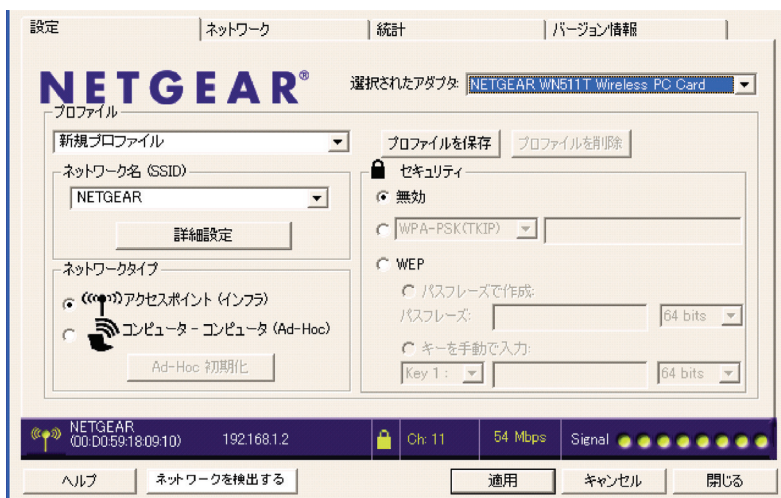 設定 ネットワーク 統計 バージョン情報
NETGEAR®
選択されたアダプタ: NETGEAR WN511T Wireless PC Card
プロファイル
新規プロファイル
プロファイルを保存 プロファイルを削除
ネットワーク名 (SSID)
NETGEAR
詳細設定
セキュリティ
無効
WPA-PSK(TKIP)
WEP
パスフレーズで作成:
パスフレーズ: 64 bits
キーを手動で入力:
Key 1 : 64 bits
ネットワークタイプ
アクセスポイント (インフラ)
コンピュータ - コンピュータ (Ad-Hoc)
Ad-Hoc 初期化
NETGEAR
(00:D0:59:18:09:10) 192.168.1.2 Ch: 11 54 Mbps Signal
ヘルプ ネットワークを検出する 適用 キャンセル 閉じる